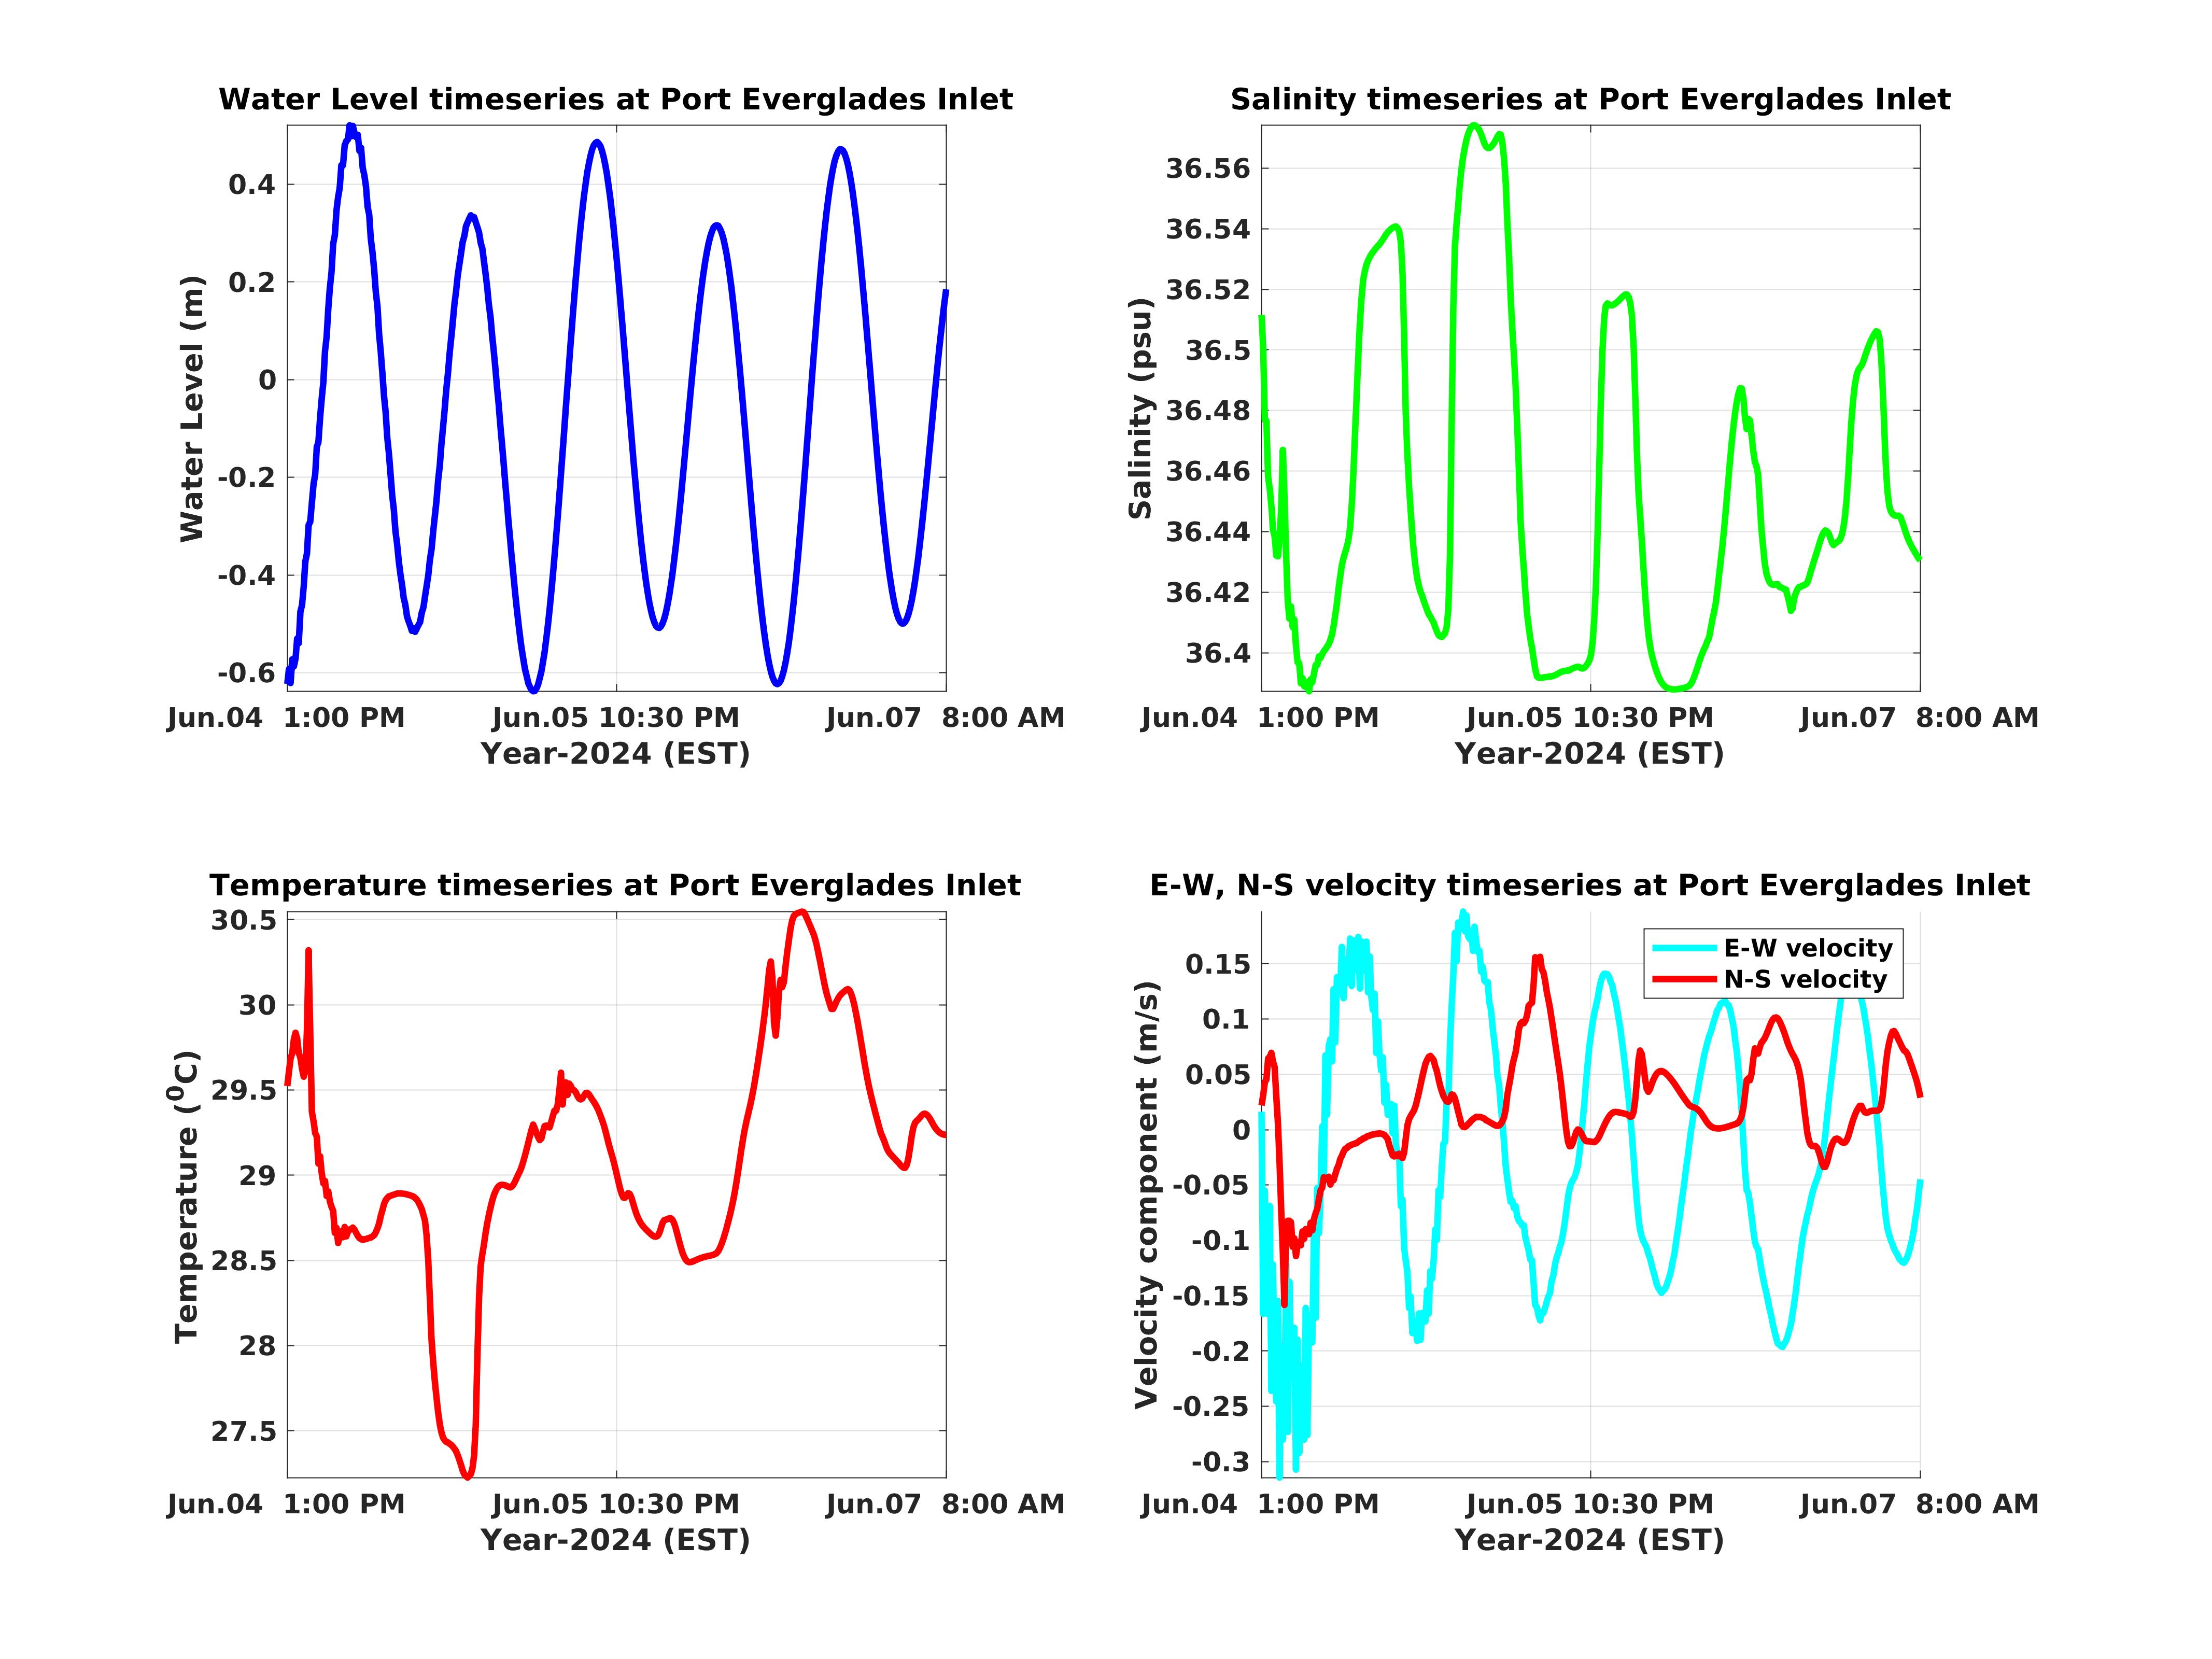 Water Level timeseries at Port Everglades Inlet
Water Level (m)
0.4
0.2
0
-0.2
-0.4
-0.6
Jun.04 1:00 PM
Jun.05 10:30 PM
Jun.07 8:00 AM
Year-2024 (EST)
Salinity timeseries at Port Everglades Inlet
Salinity (psu)
36.56
36.54
36.52
36.5
36.48
36.46
36.44
36.42
36.4
Jun.04 1:00 PM
Jun.05 10:30 PM
Jun.07 8:00 AM
Year-2024 (EST)
Temperature timeseries at Port Everglades Inlet
Temperature (⁰C)
30.5
30
29.5
29
28.5
28
27.5
Jun.04 1:00 PM
Jun.05 10:30 PM
Jun.07 8:00 AM
Year-2024 (EST)
E-W, N-S velocity timeseries at Port Everglades Inlet
Velocity component (m/s)
E-W velocity
N-S velocity
0.15
0.1
0.05
0
-0.05
-0.1
-0.15
-0.2
-0.25
-0.3
Jun.04 1:00 PM
Jun.05 10:30 PM
Jun.07 8:00 AM
Year-2024 (EST)